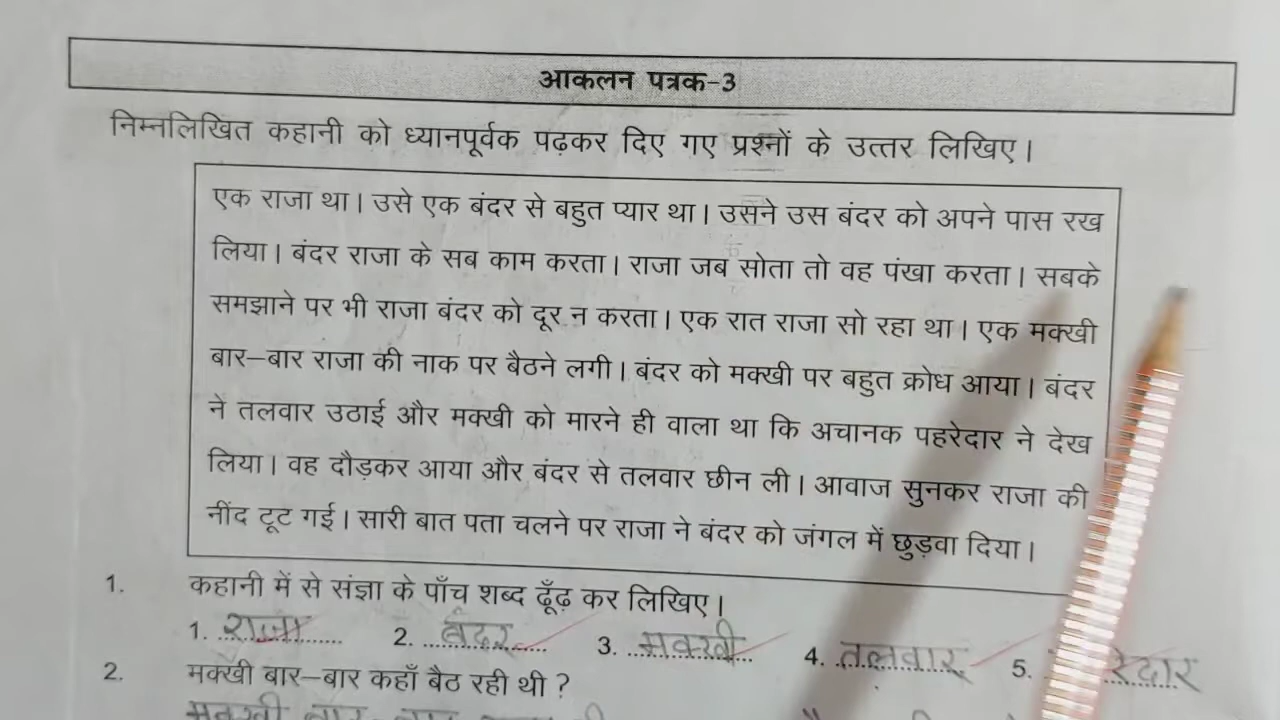 आकलन पत्रक-3
निम्नलिखित कहानी को ध्यानपूर्वक पढ़कर दिए गए प्रश्नों के उत्तर लिखिए।
एक राजा था। उसे एक बंदर से बहुत प्यार था। उसने उस बंदर को अपने पास रख
लिया। बंदर राजा के सब काम करता। राजा जब सोता तो वह पंखा करता। सबके
समझाने पर भी राजा बंदर को दूर न करता। एक रात राजा सो रहा था। एक मक्खी
बार–बार राजा की नाक पर बैठने लगी। बंदर को मक्खी पर बहुत क्रोध आया। बंदर
ने तलवार उठाई और मक्खी को मारने ही वाला था कि अचानक पहरेदार ने देख
लिया। वह दौड़कर आया और बंदर से तलवार छीन ली। आवाज सुनकर राजा की
नींद टूट गई। सारी बात पता चलने पर राजा ने बंदर को जंगल में छुड़वा दिया।
1. कहानी में से संज्ञा के पाँच शब्द ढूँढ़ कर लिखिए।
1. राजा 2. बंदर 3. मक्खी 4. तलवार 5.
2. मक्खी बार–बार कहाँ बैठ रही थी ?
मक्खी बार-बार